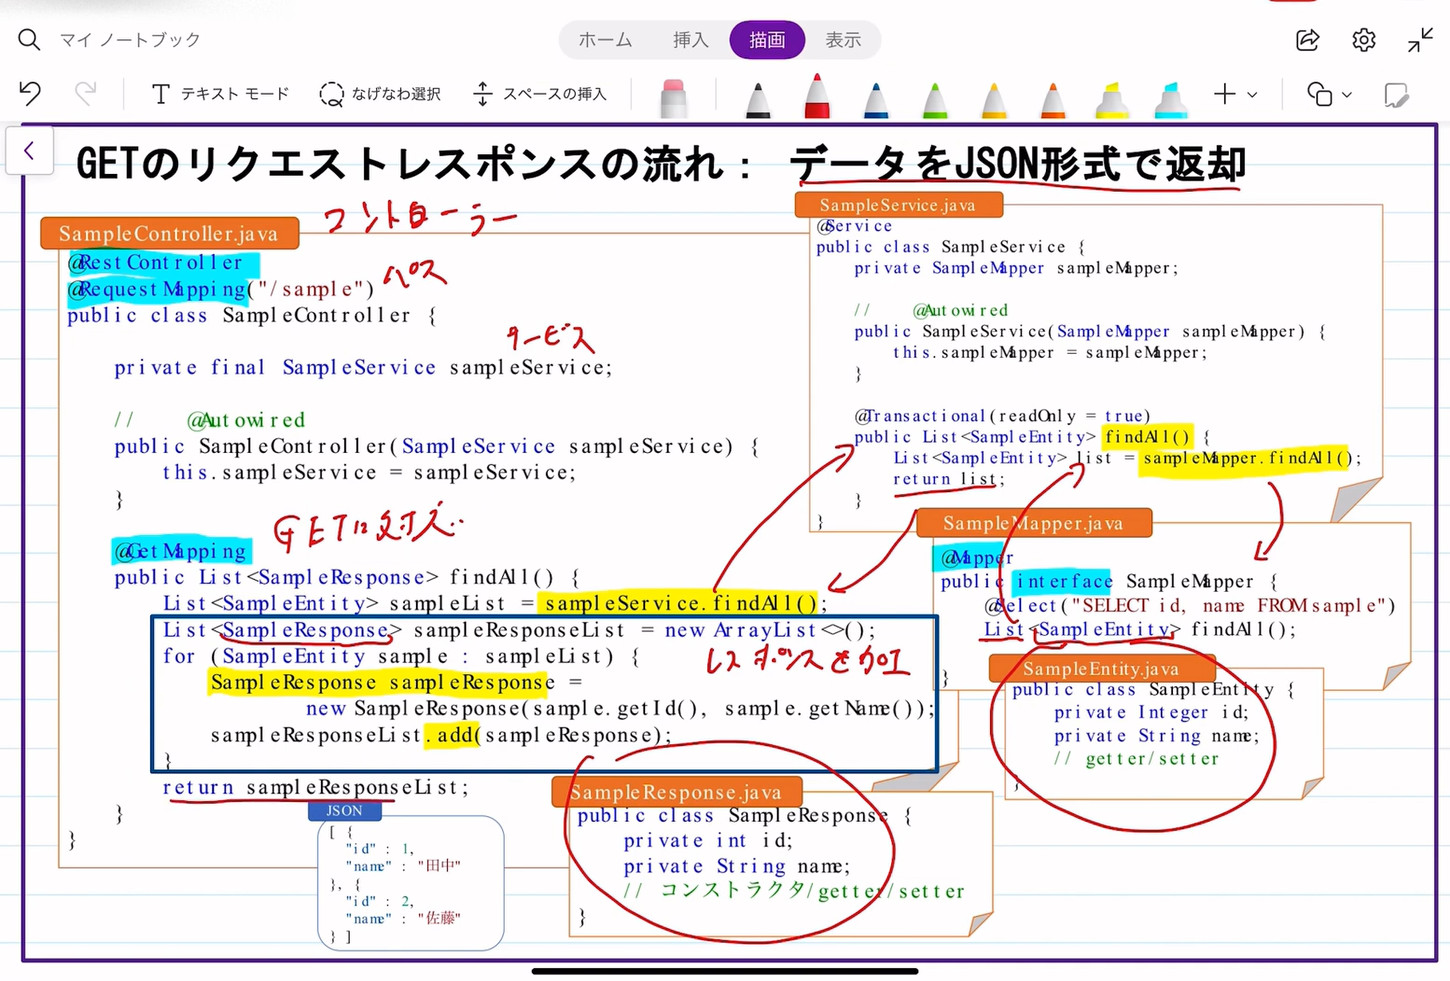 マイ ノートブック
ホーム
挿入
描画
表示
テキスト モード
なげなわ選択
スペースの挿入
GETのリクエストレスポンスの流れ： データをJSON形式で返却
SampleController.java
コントローラー
@RestController
@RequestMapping("/sample")
パス
public class SampleController {
サービス
private final SampleService sampleService;
// @Autowired
public SampleController(SampleService sampleService) {
this.sampleService = sampleService;
}
GETに対応
@GetMapping
public List<SampleResponse> findAll() {
List<SampleEntity> sampleList = sampleService.findAll();
List<SampleResponse> sampleResponseList = new ArrayList<>();
for (SampleEntity sample : sampleList) {
レスポンスを加工
SampleResponse sampleResponse =
new SampleResponse(sample.getId(), sample.getName());
sampleResponseList.add(sampleResponse);
}
return sampleResponseList;
}
}
JSON
[ {
"id" : 1,
"name" : "田中"
}, {
"id" : 2,
"name" : "佐藤"
} ]
SampleService.java
@Service
public class SampleService {
private SampleMapper sampleMapper;
// @Autowired
public SampleService(SampleMapper sampleMapper) {
this.sampleMapper = sampleMapper;
}
@Transactional(readOnly = true)
public List<SampleEntity> findAll() {
List<SampleEntity> list = sampleMapper.findAll();
return list;
}
}
SampleMapper.java
@Mapper
public interface SampleMapper {
@Select("SELECT id, name FROM sample")
List<SampleEntity> findAll();
}
SampleEntity.java
public class SampleEntity {
private Integer id;
private String name;
// getter/setter
}
SampleResponse.java
public class SampleResponse {
private int id;
private String name;
// コンストラクタ/getter/setter
}